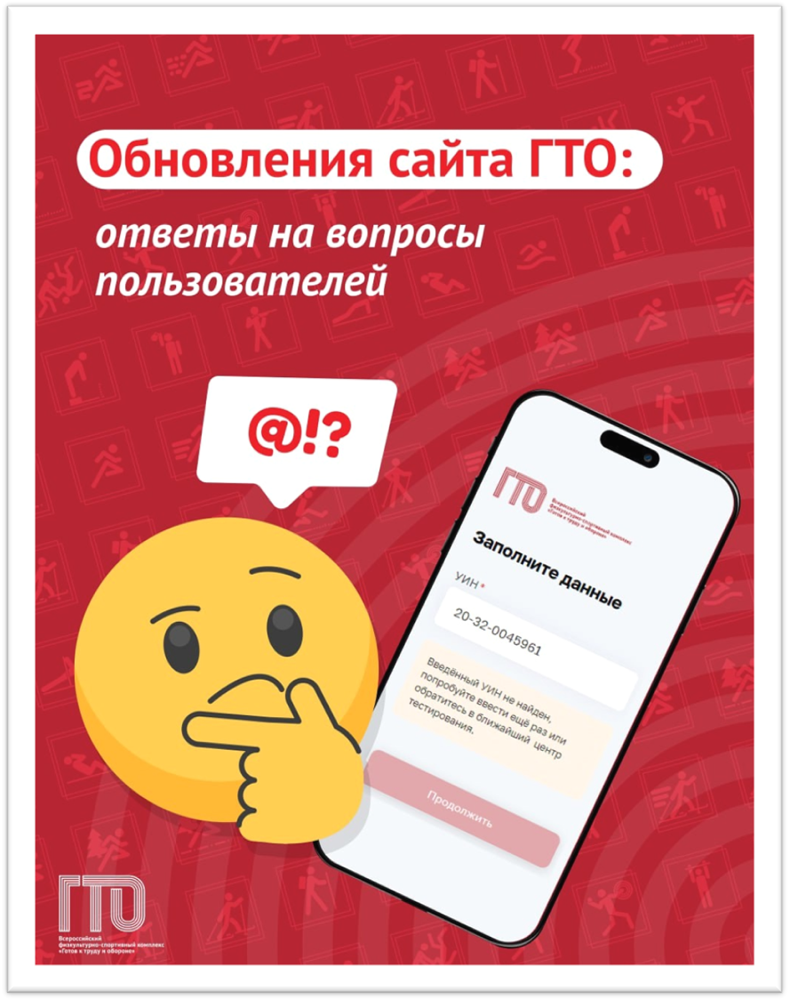 Обновления сайта ГТО:
ответы на вопросы
пользователей
@!?
ГТО
Всероссийский
физкультурно-спортивный комплекс
«Готов к труду и обороне»
Заполните данные
УИН *
20-32-0045961
Введённый УИН не найден,
попробуйте ввести ещё раз или
обратитесь в ближайший центр
тестирования.
Продолжить
ГТО
Всероссийский
физкультурно-спортивный комплекс
«Готов к труду и обороне»